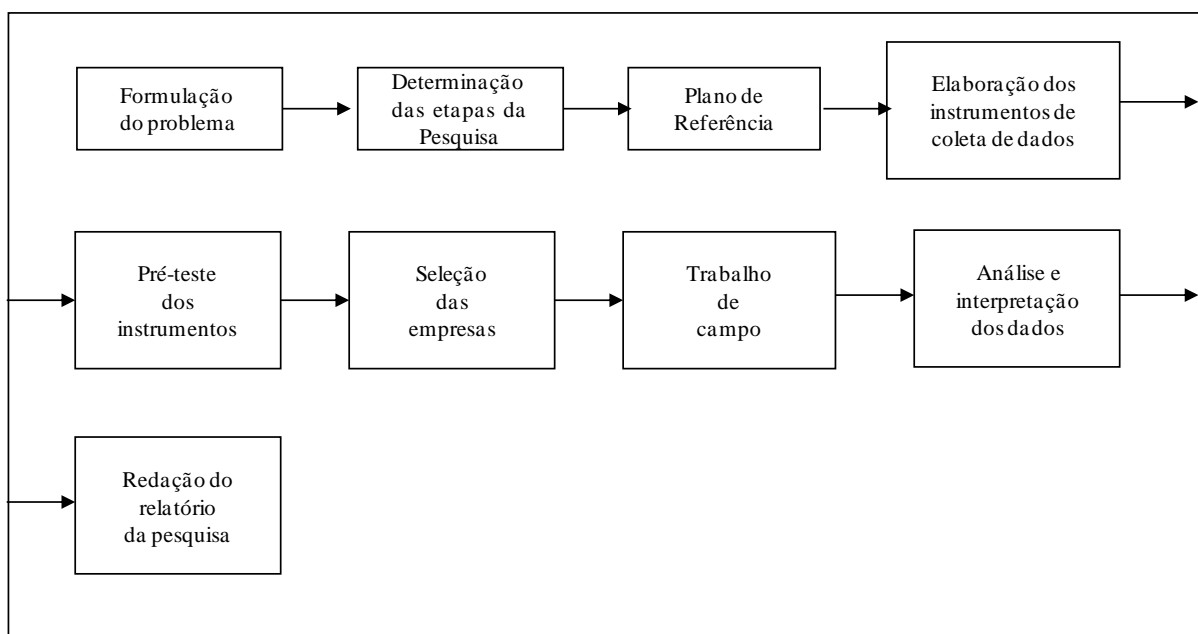 Formulação
do problema
Determinação
das etapas da
Pesquisa
Plano de
Referência
Elaboração dos
instrumentos de
coleta de dados
Pré-teste
dos
instrumentos
Seleção
das
empresas
Trabalho
de
campo
Análise e
interpretação
dos dados
Redação do
relatório
da pesquisa